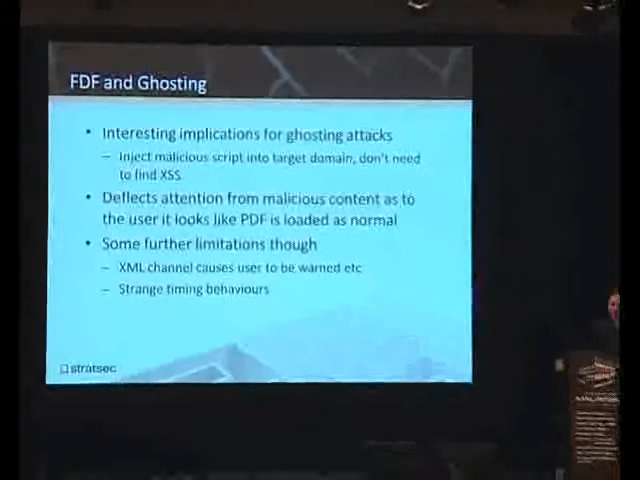 FDF and Ghosting
• Interesting implications for ghosting attacks
– Inject malicious script into target domain, don't need
to find XSS
• Deflects attention from malicious content as to
the user it looks like PDF is loaded as normal
• Some further limitations though
– XML channel causes user to be warned etc
– Strange timing behaviours
stratsec